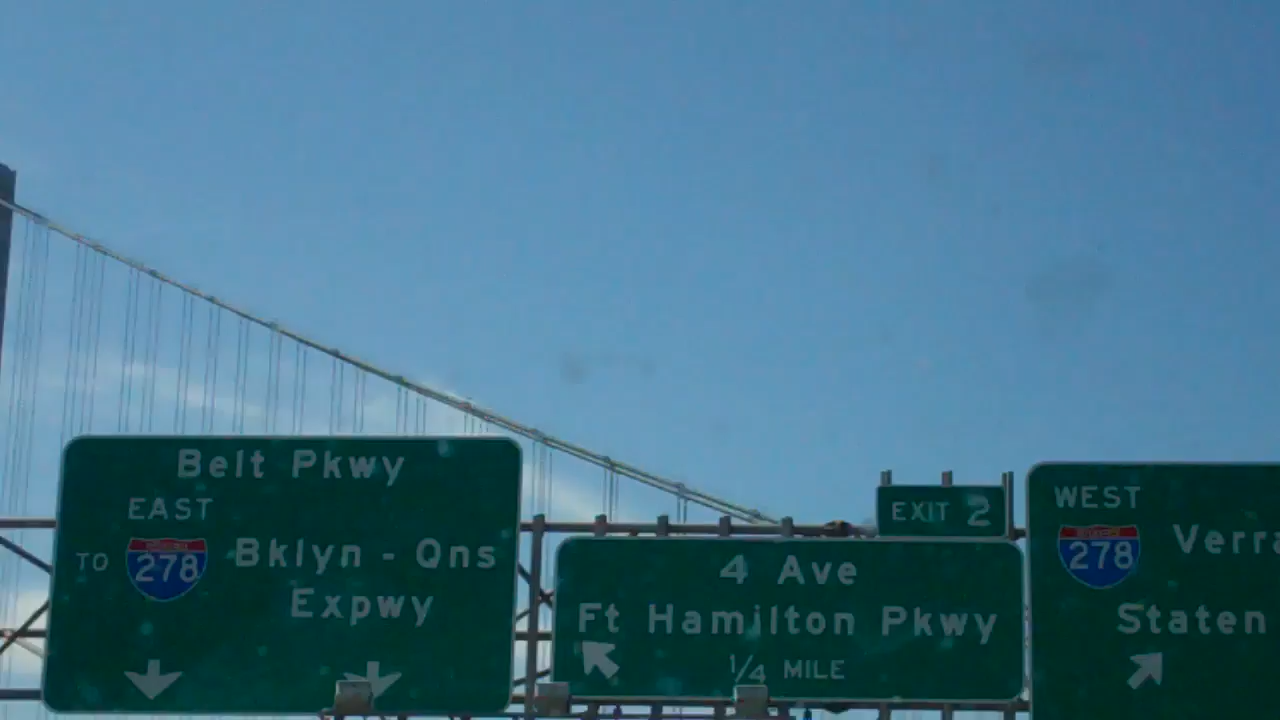 Belt Pkwy
EAST
TO 278 Bklyn - Qns
Expwy
EXIT 2
4 Ave
Ft Hamilton Pkwy
1/4 MILE
WEST
278
Staten